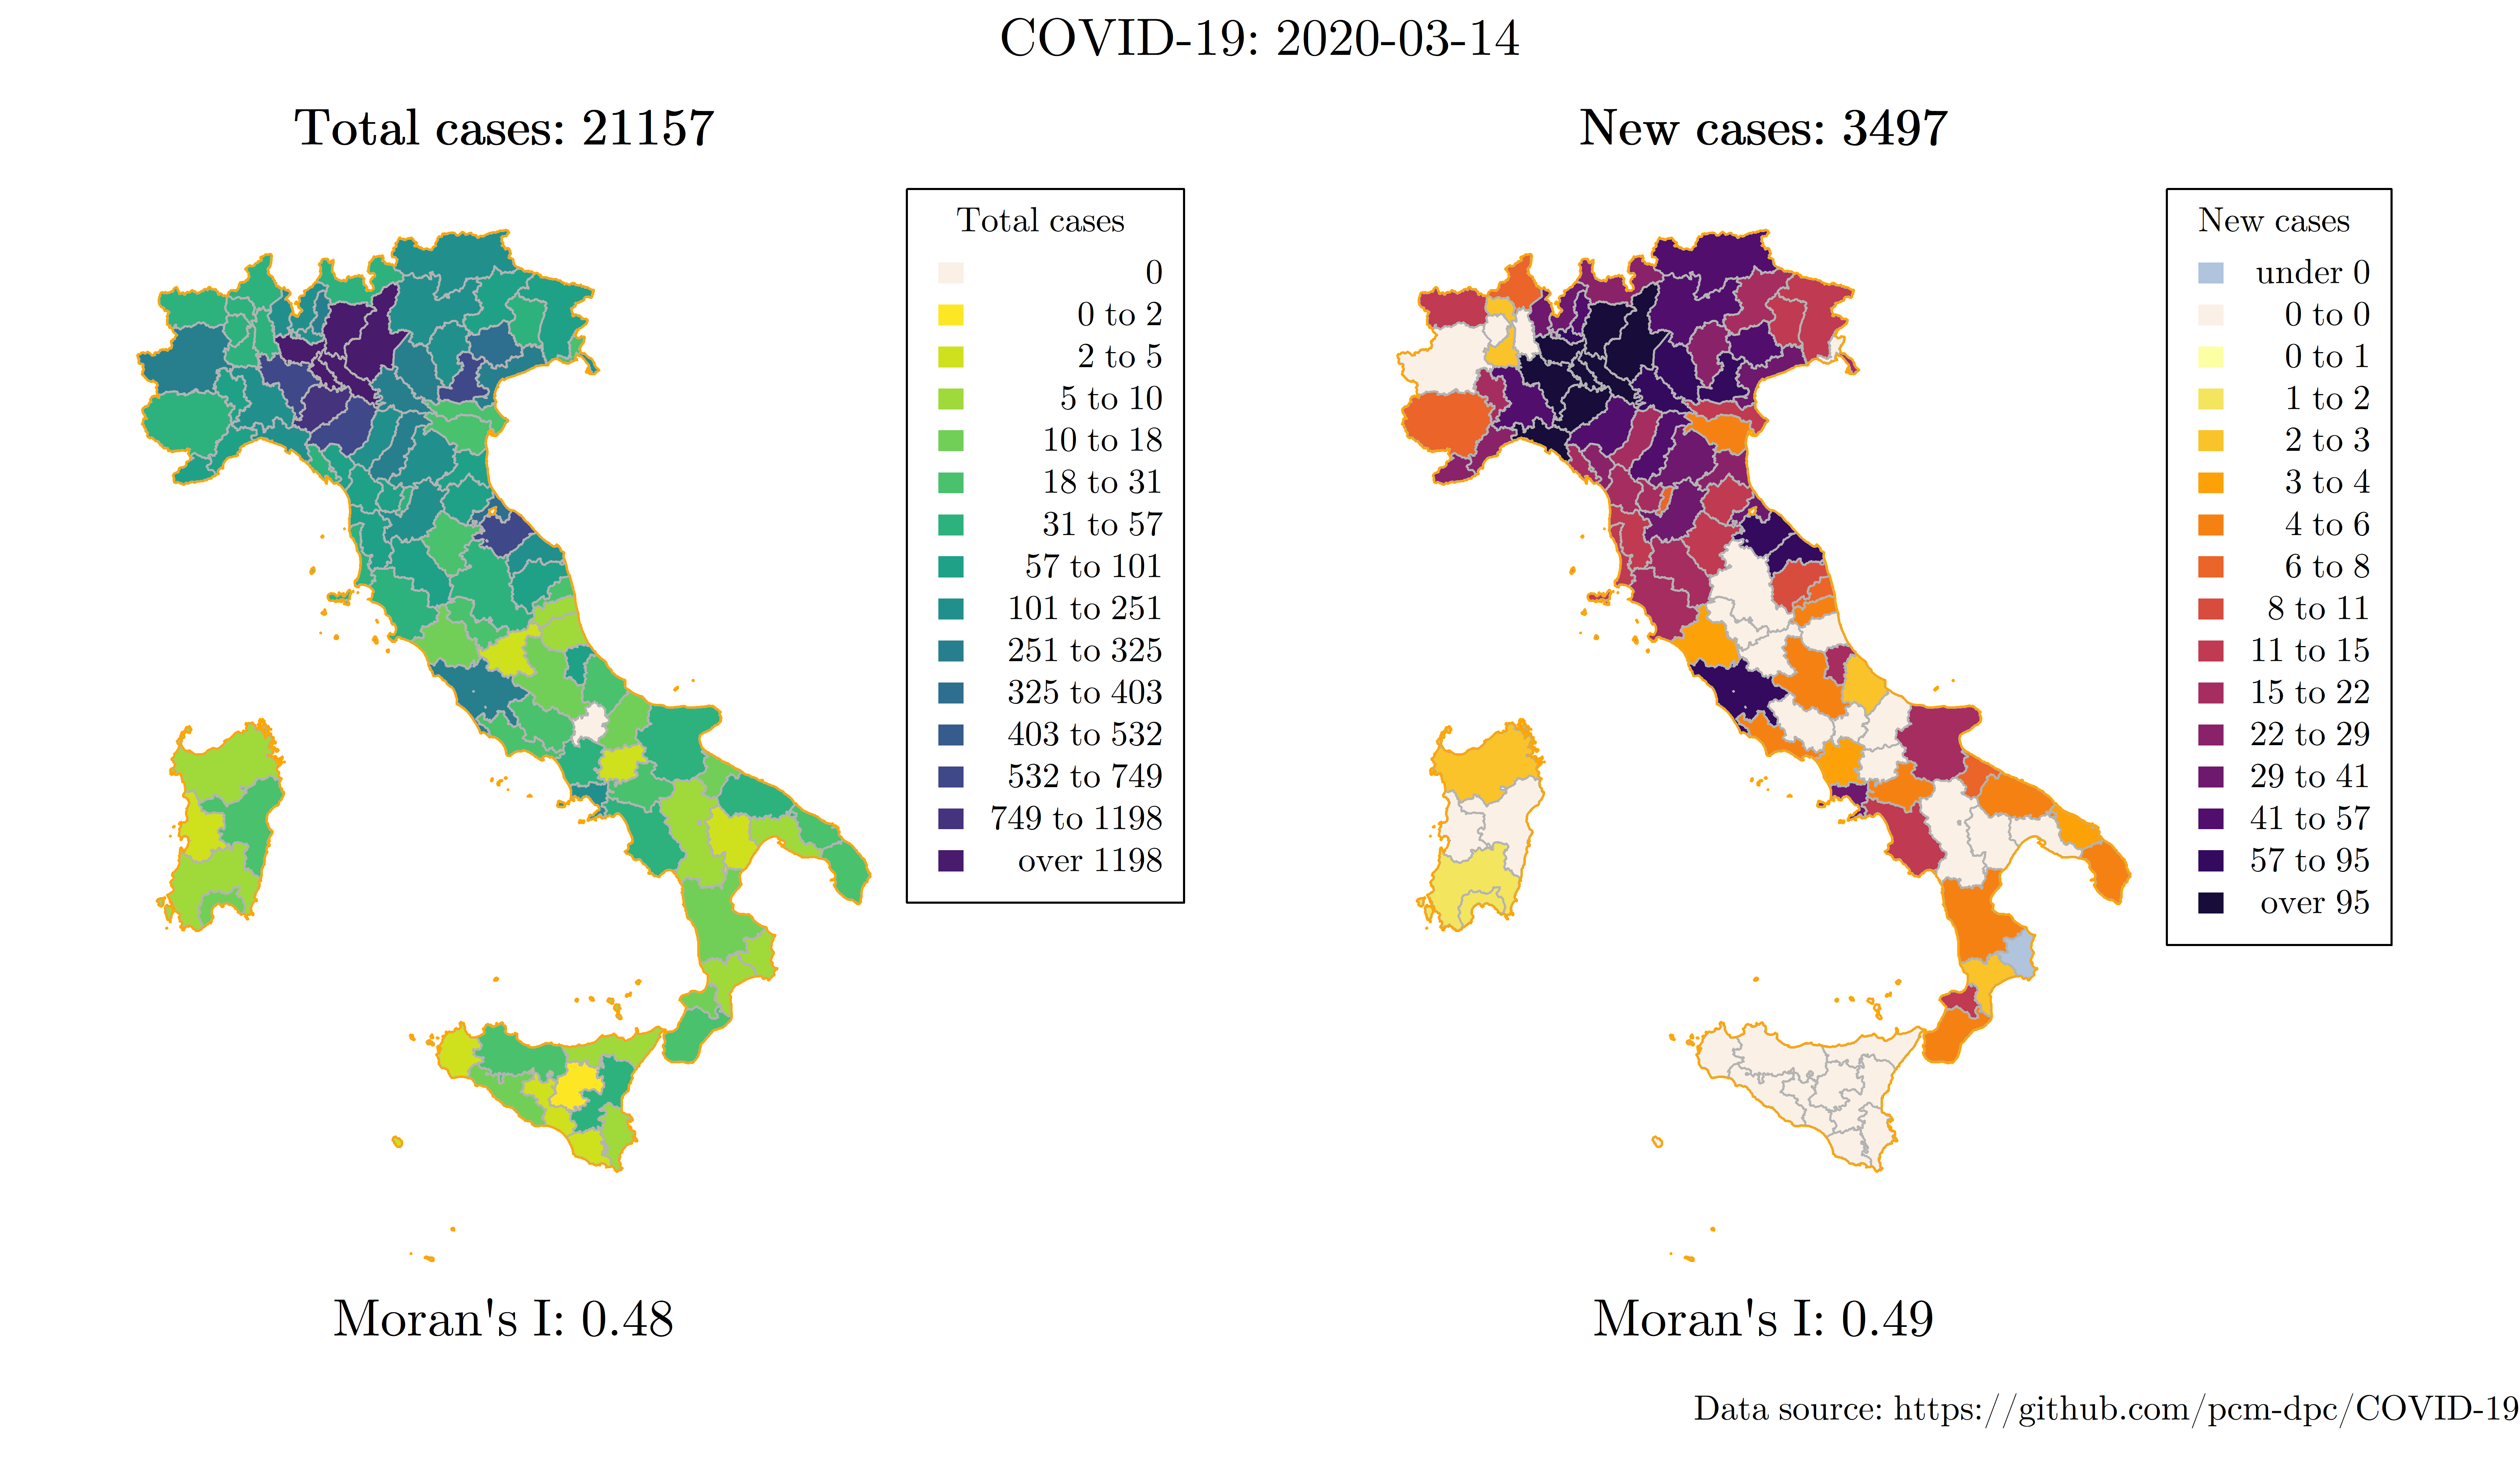 COVID-19: 2020-03-14
Total cases: 21157
Total cases
0
0 to 2
2 to 5
5 to 10
10 to 18
18 to 31
31 to 57
57 to 101
101 to 251
251 to 325
325 to 403
403 to 532
532 to 749
749 to 1198
over 1198
Moran's I: 0.48
New cases: 3497
New cases
under 0
0 to 0
0 to 1
1 to 2
2 to 3
3 to 4
4 to 6
6 to 8
8 to 11
11 to 15
15 to 22
22 to 29
29 to 41
41 to 57
57 to 95
over 95
Moran's I: 0.49
Data source: https://github.com/pcm-dpc/COVID-19